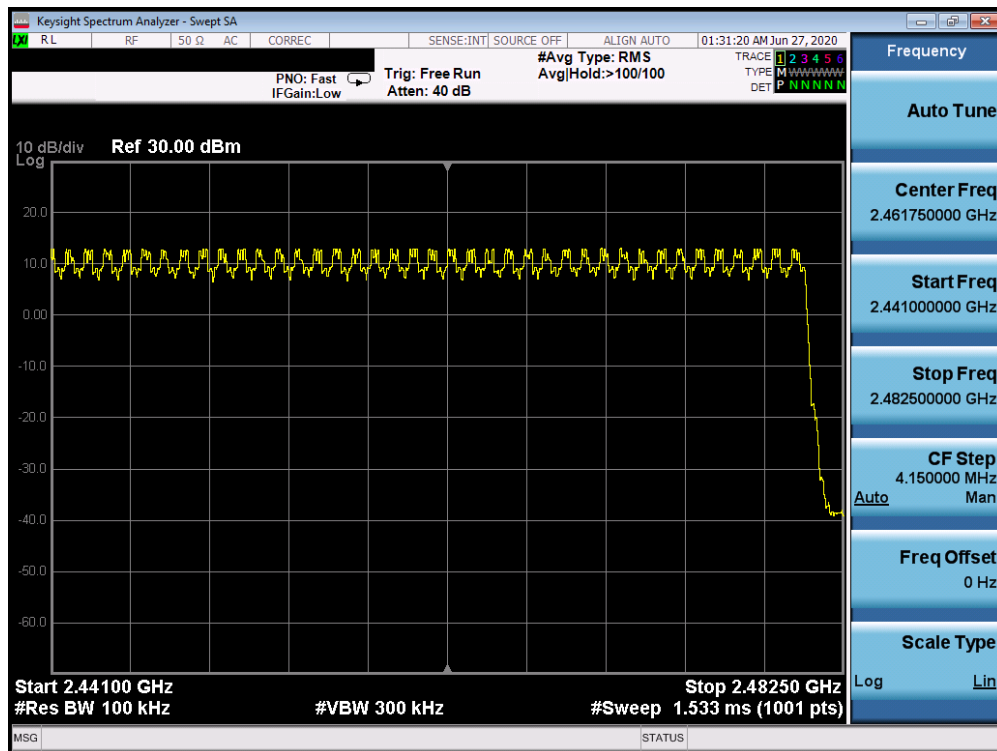 Keysight Spectrum Analyzer - Swept SA
LXI RL RF 50 Ω AC CORREC SENSE:INT SOURCE OFF ALIGN AUTO 01:31:20 AM Jun 27, 2020
PNO: Fast
IFGain:Low
Trig: Free Run
Atten: 40 dB
#Avg Type: RMS
Avg|Hold:>100/100
TRACE 1 2 3 4 5 6
TYPE M W W W W W
DET P N N N N N
10 dB/div Ref 30.00 dBm
Log
20.0
10.0
0.00
-10.0
-20.0
-30.0
-40.0
-50.0
-60.0
Start 2.44100 GHz Stop 2.48250 GHz
#Res BW 100 kHz #VBW 300 kHz #Sweep 1.533 ms (1001 pts)
MSG STATUS
Frequency
Auto Tune
Center Freq
2.461750000 GHz
Start Freq
2.441000000 GHz
Stop Freq
2.482500000 GHz
CF Step
4.150000 MHz
Auto Man
Freq Offset
0 Hz
Scale Type
Log Lin